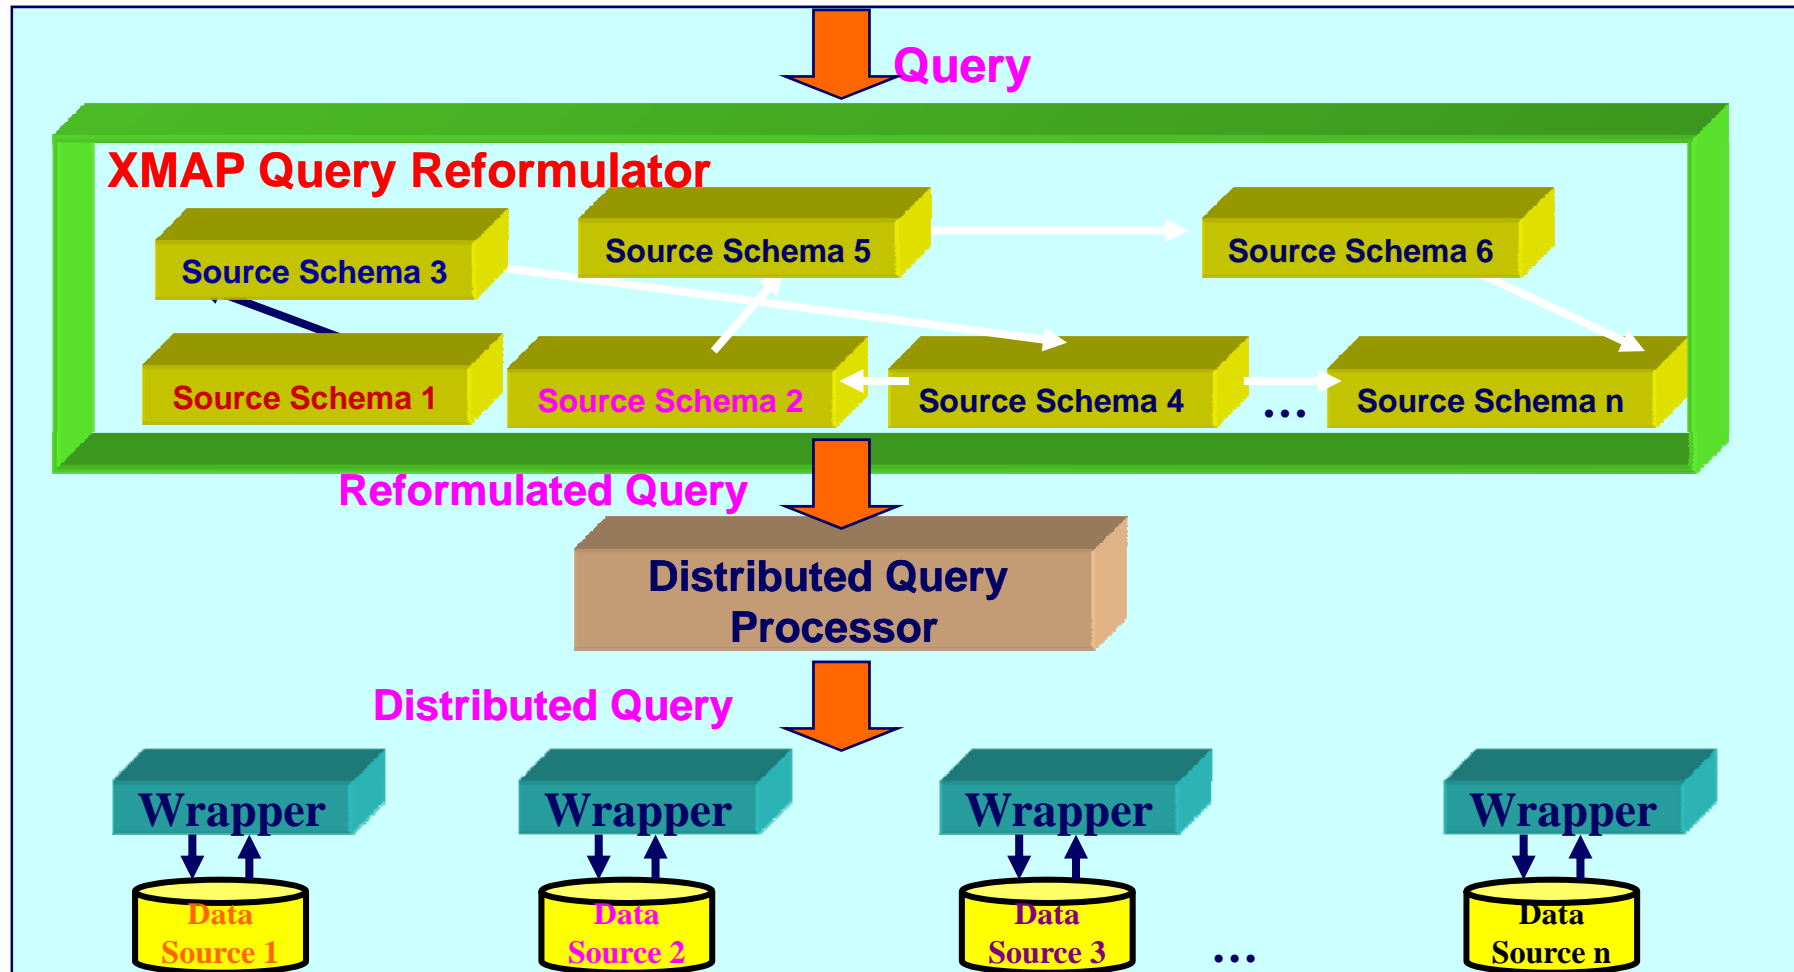 Query
XMAP Query Reformulator
Source Schema 5
Source Schema 6
Source Schema 3
Source Schema 1
Source Schema 2
Source Schema 4
...
Source Schema n
Reformulated Query
Distributed Query
Processor
Distributed Query
Wrapper
Wrapper
Wrapper
Wrapper
Data
Source 1
Data
Source 2
Data
Source 3
...
Data
Source n